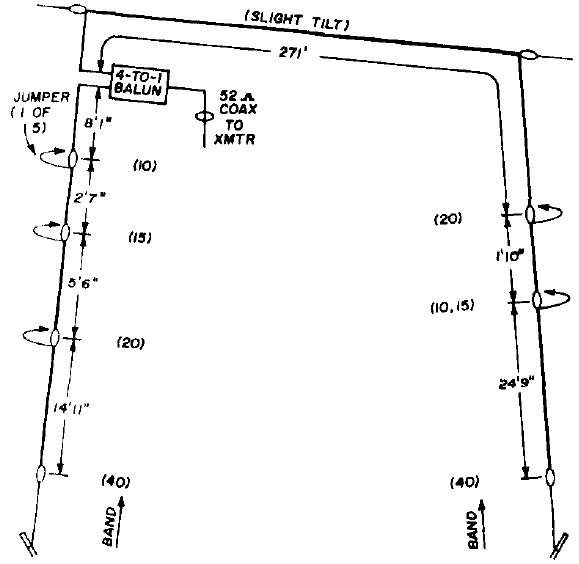 (SLIGHT TILT)
271'
4-TO-1
BALUN
52Ω
COAX
TO
XMTR
JUMPER
(1 OF
5)
8'1"
(10)
2'7"
(15)
5'6"
(20)
14'11"
(40)
BAND
(20)
1'10"
(10,15)
24'9"
(40)
BAND